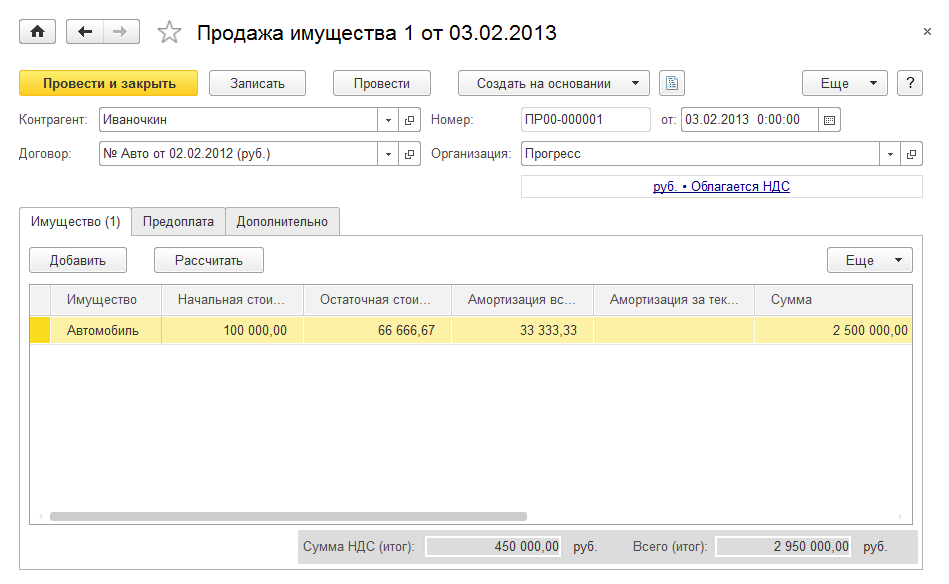 Продажа имущества 1 от 03.02.2013
Провести и закрыть Записать Провести Создать на основании Еще ?
Контрагент: Иваночкин Номер: ПР00-000001 от: 03.02.2013 0:00:00
Договор: № Авто от 02.02.2012 (руб.) Организация: Прогресс
руб. • Облагается НДС
Имущество (1) Предоплата Дополнительно
Добавить Рассчитать Еще
Имущество Начальная стои... Остаточная стои... Амортизация вс... Амортизация за тек... Сумма
Автомобиль 100 000,00 66 666,67 33 333,33 2 500 000,00
Сумма НДС (итог): 450 000,00 руб. Всего (итог): 2 950 000,00 руб.